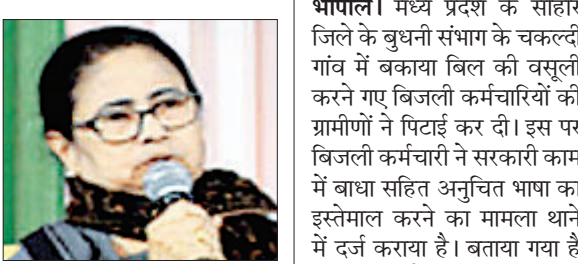 भोपाल। मध्य प्रदेश के सीहोर
जिले के बुधनी संभाग के चकल्दी
गांव में बकाया बिल की वसूली
करने गए बिजली कर्मचारियों की
ग्रामीणों ने पिटाई कर दी। इस पर
बिजली कर्मचारी ने सरकारी काम
में बाधा सहित अनुचित भाषा का
इस्तेमाल करने का मामला थाने
में दर्ज कराया है। बताया गया है